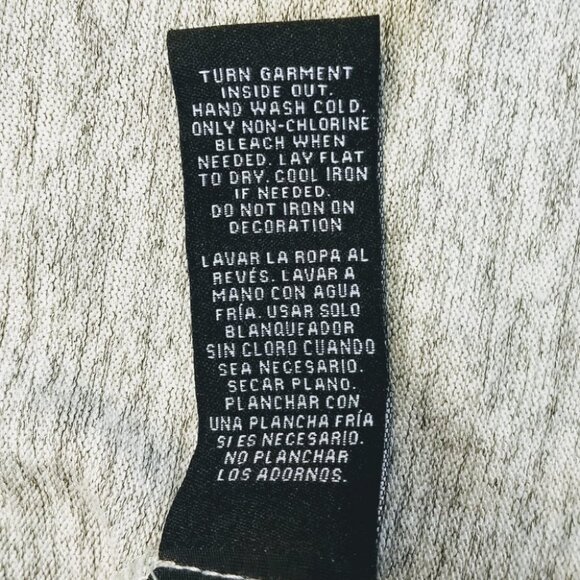 TURN GARMENT
INSIDE OUT.
HAND WASH COLD.
ONLY NON-CHLORINE
BLEACH WHEN
NEEDED. LAY FLAT
TO DRY. COOL IRON
IF NEEDED.
DO NOT IRON ON
DECORATION
LAVAR LA ROPA AL
REVÉS. LAVAR A
MANO CON AGUA
FRÍA. USAR SOLO
BLANQUEADOR
SIN CLORO CUANDO
SEA NECESARIO.
SECAR PLANO.
PLANCHAR CON
UNA PLANCHA FRÍA
SI ES NECESARIO.
NO PLANCHAR
LOS ADORNOS.